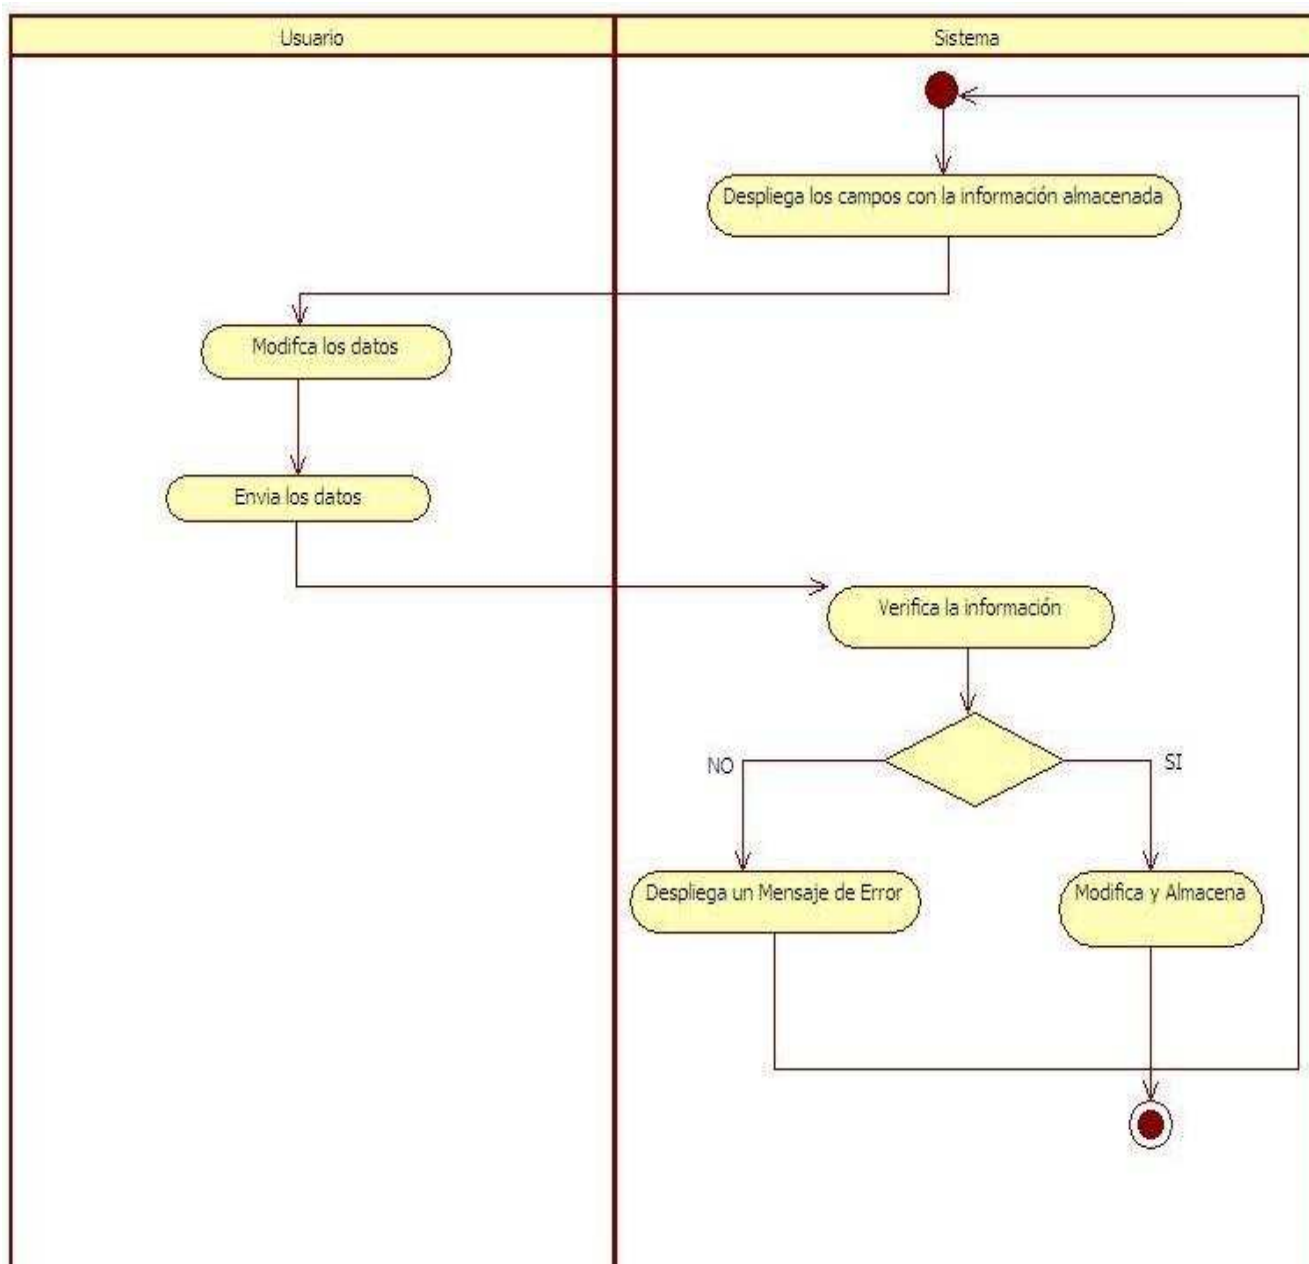 Usuario
Sistema
Despliega los campos con la información almacenada
Modifca los datos
Envia los datos
Verifica la información
NO
SI
Despliega un Mensaje de Error
Modifica y Almacena